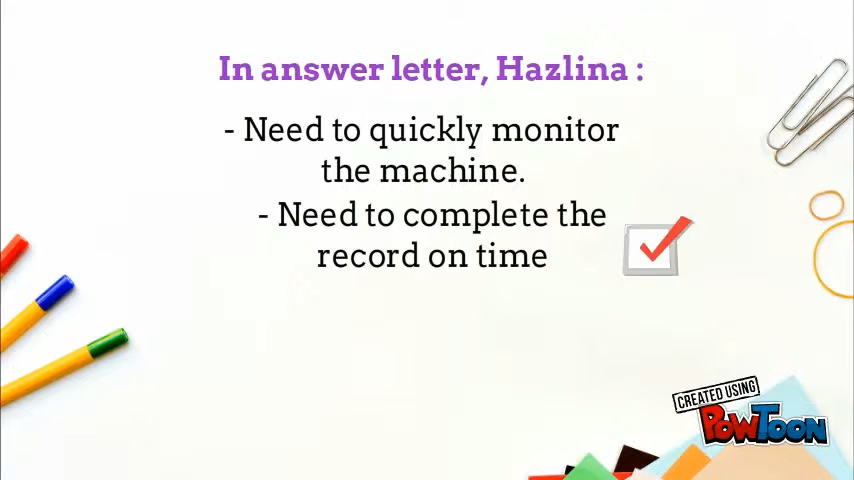 In answer letter, Hazlina :
- Need to quickly monitor
the machine.
- Need to complete the
record on time
CREATED USING
POWTOON